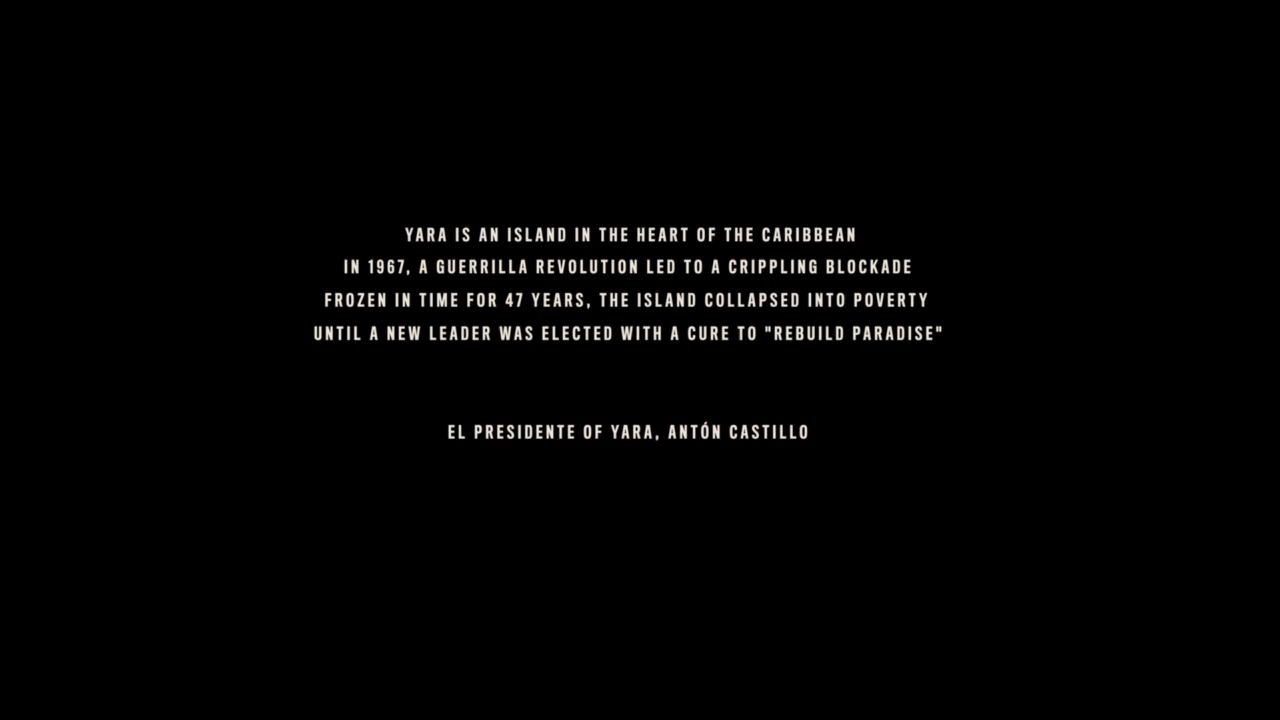 YARA IS AN ISLAND IN THE HEART OF THE CARIBBEAN
IN 1967, A GUERRILLA REVOLUTION LED TO A CRIPPLING BLOCKADE
FROZEN IN TIME FOR 47 YEARS, THE ISLAND COLLAPSED INTO POVERTY
UNTIL A NEW LEADER WAS ELECTED WITH A CURE TO "REBUILD PARADISE"
EL PRESIDENTE OF YARA, ANTÓN CASTILLO